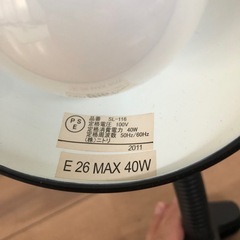 PSE
品番 SL-116
定格電圧 100V
定格消費電力 40W
定格周波数 50Hz/60Hz
(株)ニトリ
2011
E 26 MAX 40W